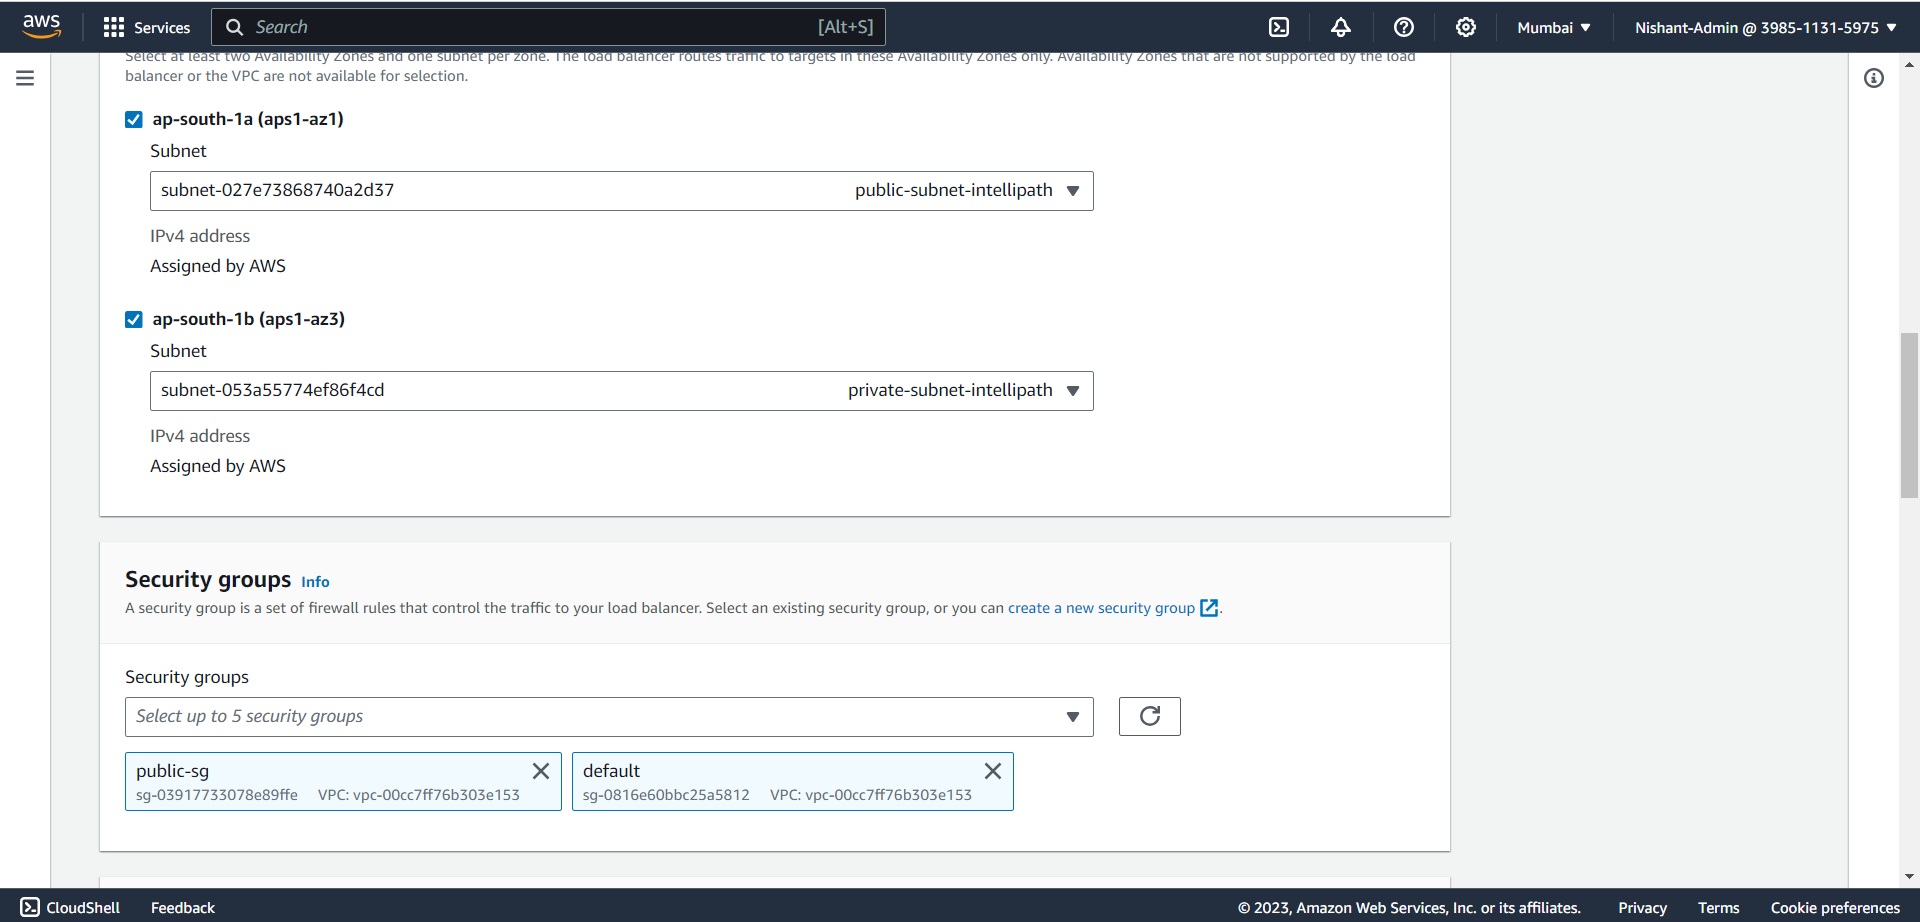 aws
Services
Search
[Alt+S]
Mumbai
Nishant-Admin @ 3985-1131-5975
Select at least two Availability Zones and one subnet per zone. The load balancer routes traffic to targets in these Availability Zones only. Availability Zones that are not supported by the load
balancer or the VPC are not available for selection.
ap-south-1a (aps1-az1)
Subnet
subnet-027e73868740a2d37 public-subnet-intellipath
IPv4 address
Assigned by AWS
ap-south-1b (aps1-az3)
Subnet
subnet-053a55774ef86f4cd private-subnet-intellipath
IPv4 address
Assigned by AWS
Security groups Info
A security group is a set of firewall rules that control the traffic to your load balancer. Select an existing security group, or you can create a new security group.
Security groups
Select up to 5 security groups
public-sg
sg-03917733078e89ffe VPC: vpc-00cc7ff76b303e153
default
sg-0816e60bbc25a5812 VPC: vpc-00cc7ff76b303e153
CloudShell
Feedback
© 2023, Amazon Web Services, Inc. or its affiliates.
Privacy
Terms
Cookie preferences